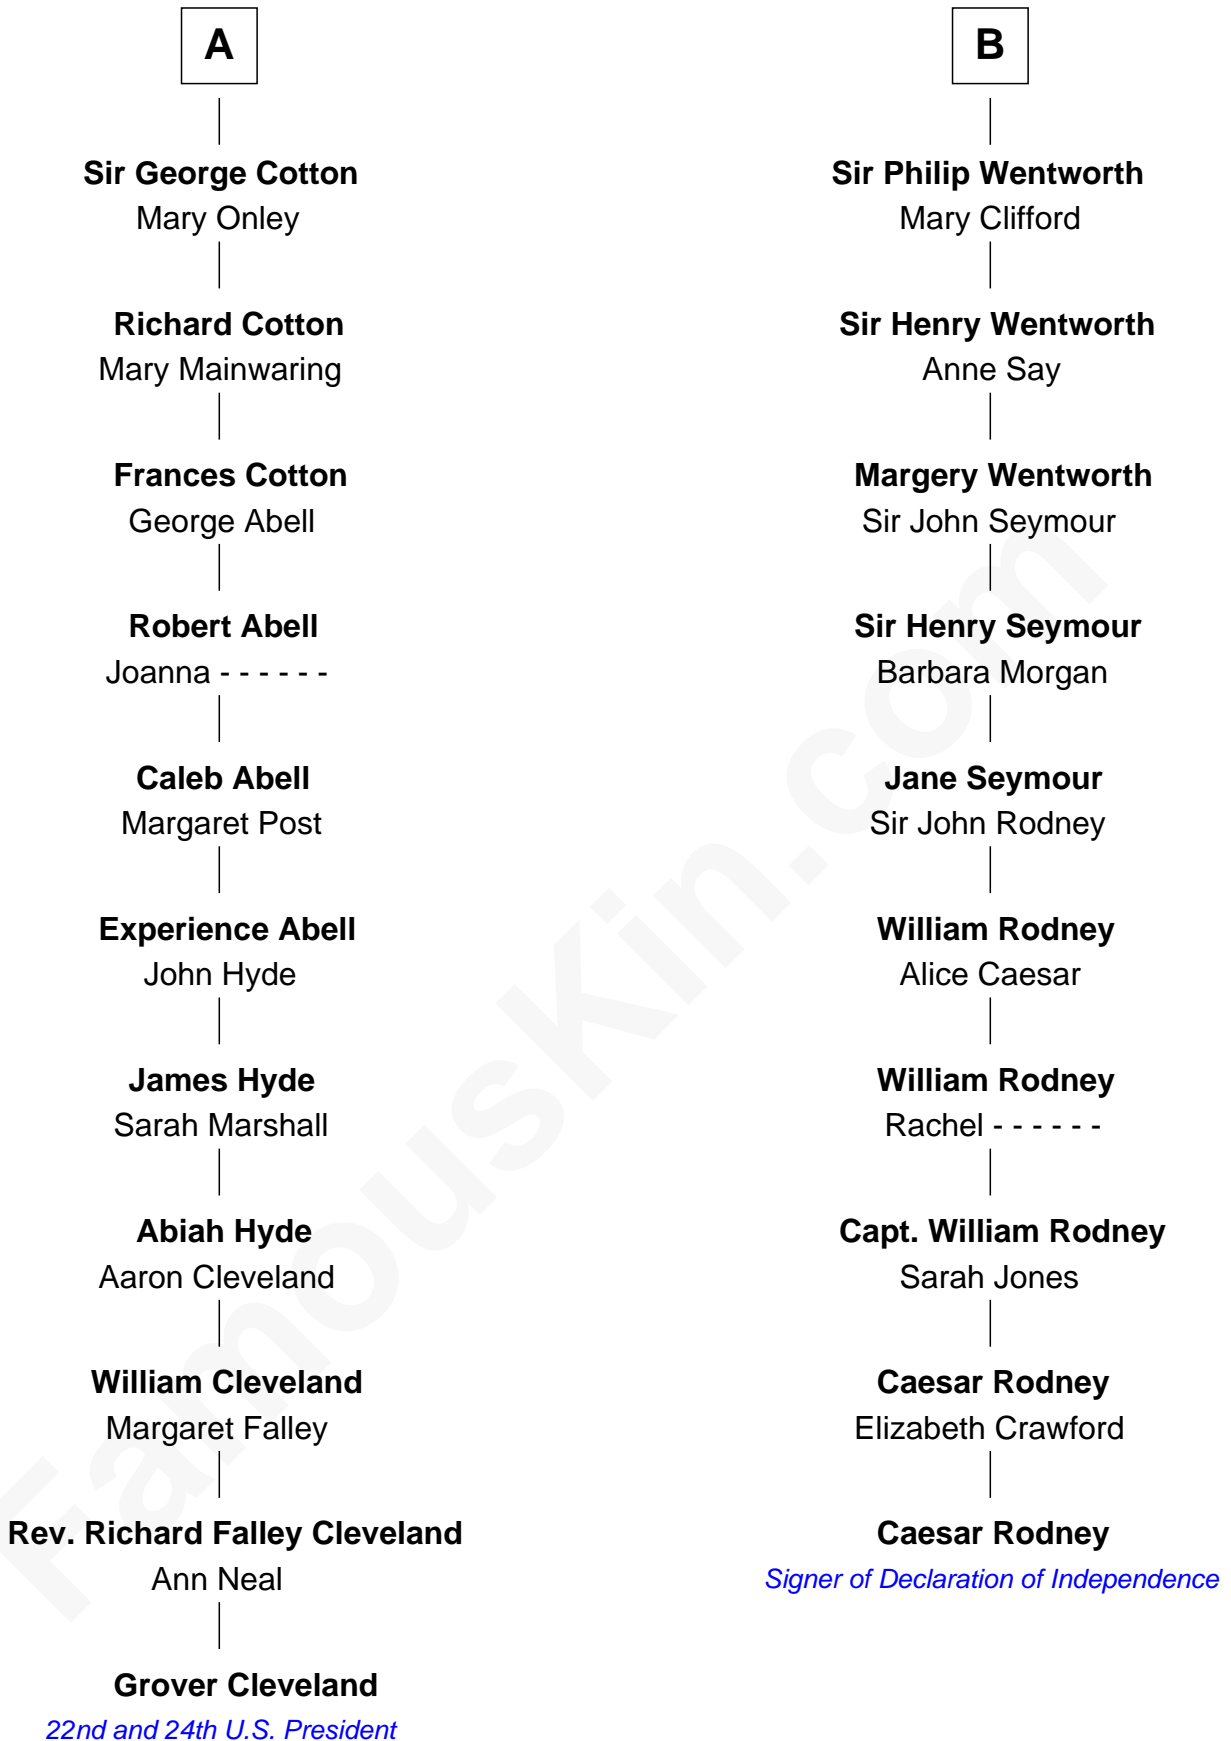 A
Sir George Cotton
Mary Onley
Richard Cotton
Mary Mainwaring
Frances Cotton
George Abell
Robert Abell
Joanna - - - - - -
Caleb Abell
Margaret Post
Experience Abell
John Hyde
James Hyde
Sarah Marshall
Abiah Hyde
Aaron Cleveland
William Cleveland
Margaret Falley
Rev. Richard Falley Cleveland
Ann Neal
Grover Cleveland
22nd and 24th U.S. President
B
Sir Philip Wentworth
Mary Clifford
Sir Henry Wentworth
Anne Say
Margery Wentworth
Sir John Seymour
Sir Henry Seymour
Barbara Morgan
Jane Seymour
Sir John Rodney
William Rodney
Alice Caesar
William Rodney
Rachel - - - - - -
Capt. William Rodney
Sarah Jones
Caesar Rodney
Elizabeth Crawford
Caesar Rodney
Signer of Declaration of Independence
FamousKin.com